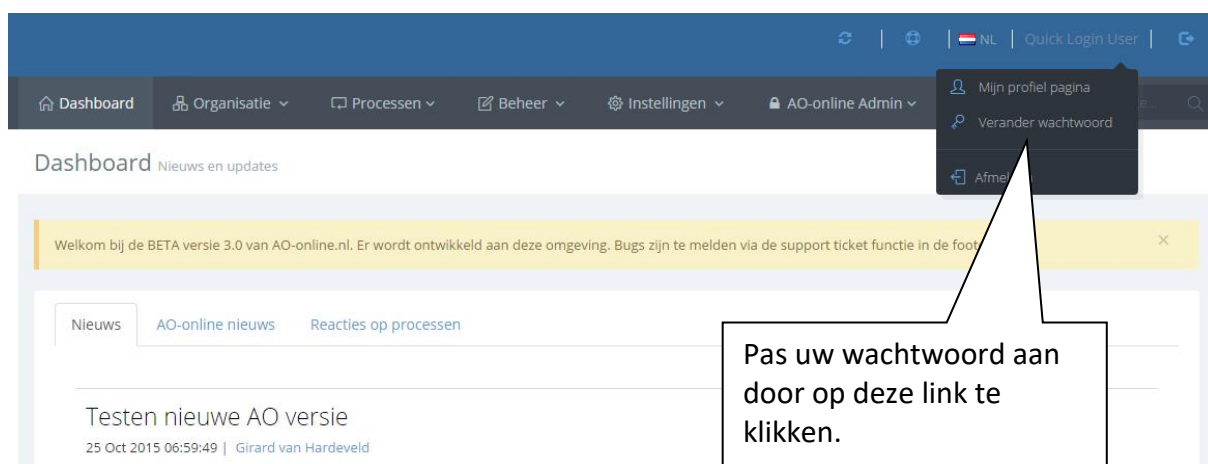 NL | Quick Login User
Dashboard Organisatie Processen Beheer Instellingen AO-online Admin
Mijn profiel pagina
Verander wachtwoord
Dashboard Nieuws en updates
Welkom bij de BETA versie 3.0 van AO-online.nl. Er wordt ontwikkeld aan deze omgeving. Bugs zijn te melden via de support ticket functie in de
Nieuws AO-online nieuws Reacties op processen
Pas uw wachtwoord aan
door op deze link te
klikken.
Testen nieuwe AO versie
25 Oct 2015 06:59:49 | Girard van Hardeveld